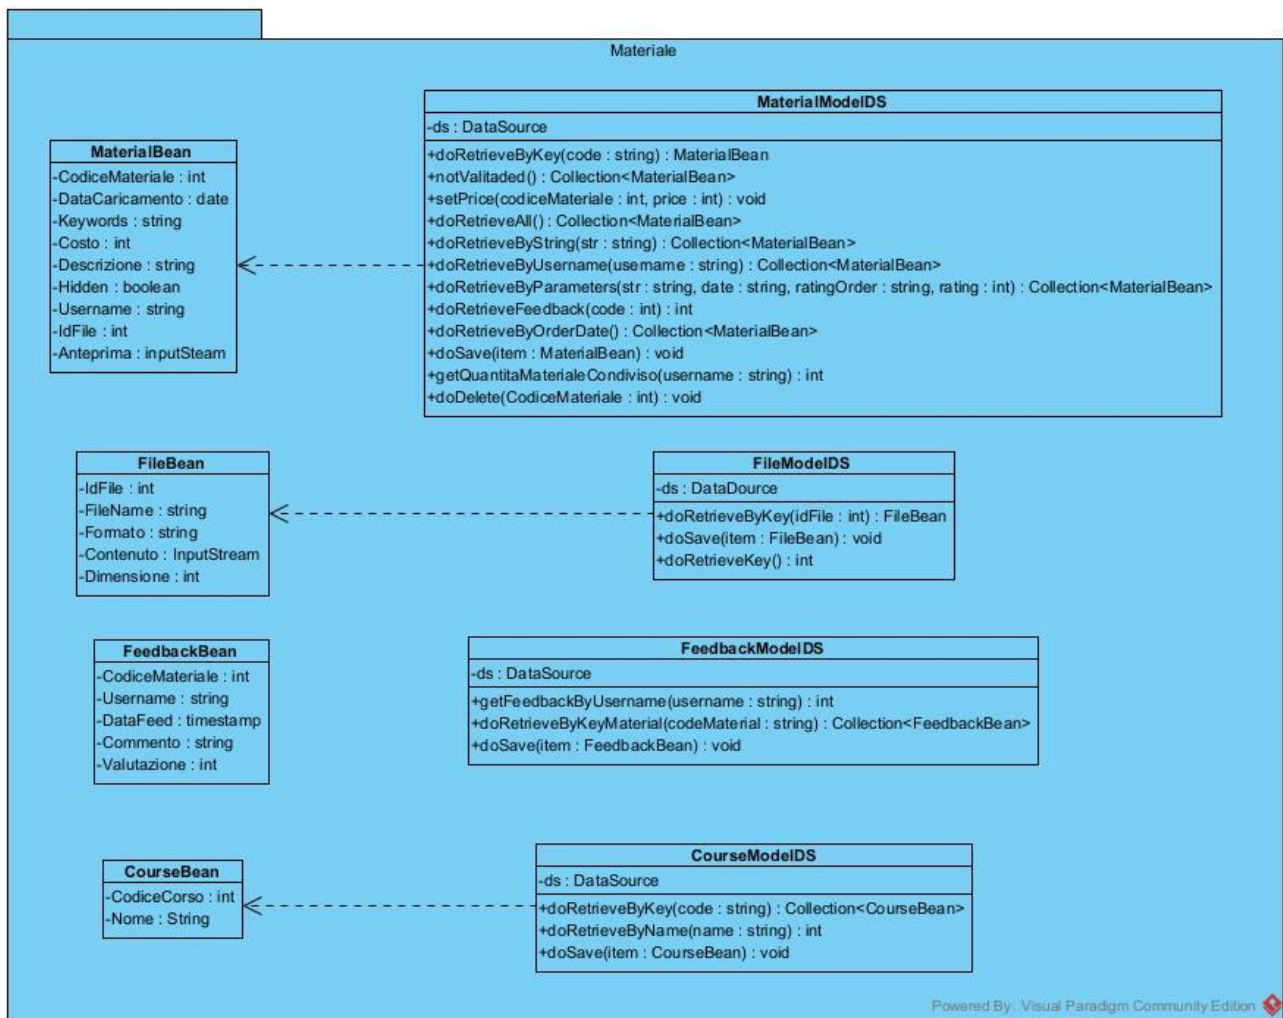 Materiale
MaterialBean
-CodiceMateriale : int
-DataCaricamento : date
-Keywords : string
-Costo : int
-Descrizione : string
-Hidden : boolean
-Username : string
-IdFile : int
-Anteprima : inputSteam
MaterialModelDS
-ds : DataSource
+doRetrieveByKey(code : string) : MaterialBean
+notValitaded() : Collection<MaterialBean>
+setPrice(codiceMateriale : int, price : int) : void
+doRetrieveAll() : Collection<MaterialBean>
+doRetrieveByString(str : string) : Collection<MaterialBean>
+doRetrieveByUsername(username : string) : Collection<MaterialBean>
+doRetrieveByParameters(str : string, date : string, ratingOrder : string, rating : int) : Collection<MaterialBean>
+doRetrieveFeedback(code : int) : int
+doRetrieveByOrderDate() : Collection<MaterialBean>
+doSave(item : MaterialBean) : void
+getQuantitaMaterialeCondiviso(username : string) : int
+doDelete(CodiceMateriale : int) : void
FileBean
-IdFile : int
-FileName : string
-Formato : string
-Contenuto : InputStream
-Dimensione : int
FileModelDS
-ds : DataDource
+doRetrieveByKey(idFile : int) : FileBean
+doSave(item : FileBean) : void
+doRetrieveKey() : int
FeedbackBean
-CodiceMateriale : int
-Username : string
-DataFeed : timestamp
-Commento : string
-Valutazione : int
FeedbackModelDS
-ds : DataSource
+getFeedbackByUsername(username : string) : int
+doRetrieveByKeyMaterial(codeMaterial : string) : Collection<FeedbackBean>
+doSave(item : FeedbackBean) : void
CourseBean
-CodiceCorso : int
-Nome : String
CourseModelDS
-ds : DataSource
+doRetrieveByKey(code : string) : Collection<CourseBean>
+doRetrieveByName(name : string) : int
+doSave(item : CourseBean) : void
Powered By: Visual Paradigm Community Edition